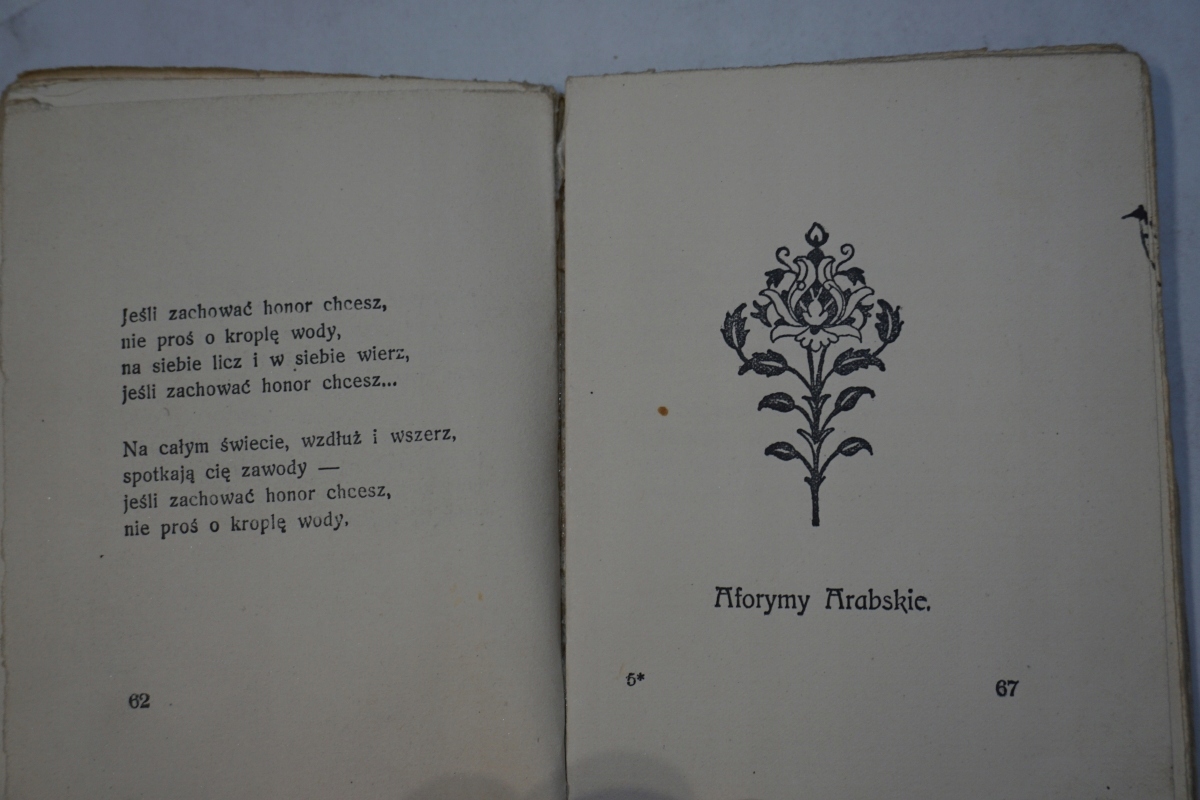 Jeśli zachować honor chcesz,
nie proś o kroplę wody,
na siebie licz i w siebie wierz,
jeśli zachować honor chcesz...
Na całym świecie, wzdłuż i wszerz,
spotkają cię zawody —
jeśli zachować honor chcesz,
nie proś o kroplę wody.
62
Aforymy Arabskie.
5*
67